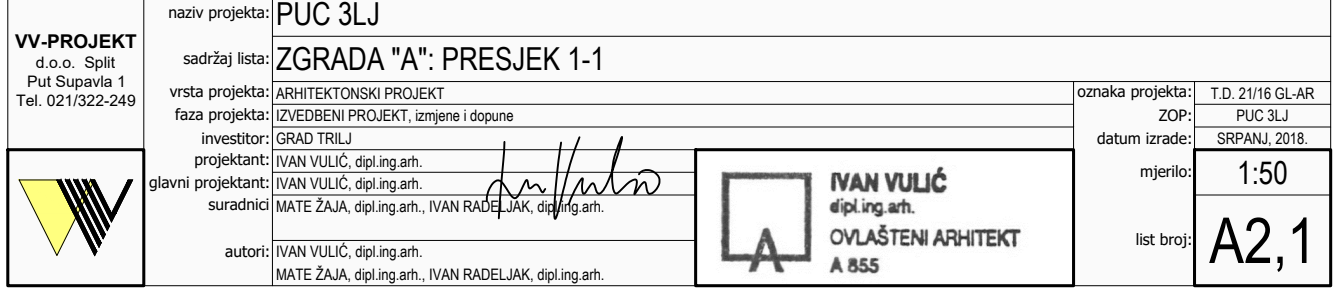 VV-PROJEKT
d.o.o. Split
Put Supavla 1
Tel. 021/322-249
naziv projekta: PUC 3LJ
sadržaj lista: ZGRADA "A": PRESJEK 1-1
vrsta projekta: ARHITEKTONSKI PROJEKT
faza projekta: IZVEDBENI PROJEKT, izmjene i dopune
investitor: GRAD TRILJ
projektant: IVAN VULIĆ, dipl.ing.arh.
glavni projektant: IVAN VULIĆ, dipl.ing.arh.
suradnici MATE ŽAJA, dipl.ing.arh., IVAN RADELJAK, dipl.ing.arh.
autori: IVAN VULIĆ, dipl.ing.arh.
MATE ŽAJA, dipl.ing.arh., IVAN RADELJAK, dipl.ing.arh.
IVAN VULIĆ
dipl.ing.arh.
OVLAŠTENI ARHITEKT
A 855
oznaka projekta: T.D. 21/16 GL-AR
ZOP: PUC 3LJ
datum izrade: SRPANJ, 2018.
mjerilo: 1:50
list broj: A2,1